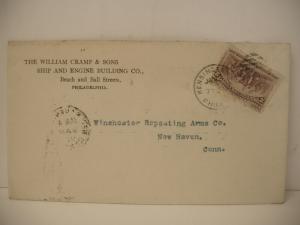 THE WILLIAM CRAMP & SONS
SHIP AND ENGINE BUILDING CO.,
Beach and Ball Streets,
PHILADELPHIA.
Winchester Repeating Arms Co.
New Haven.
Conn.